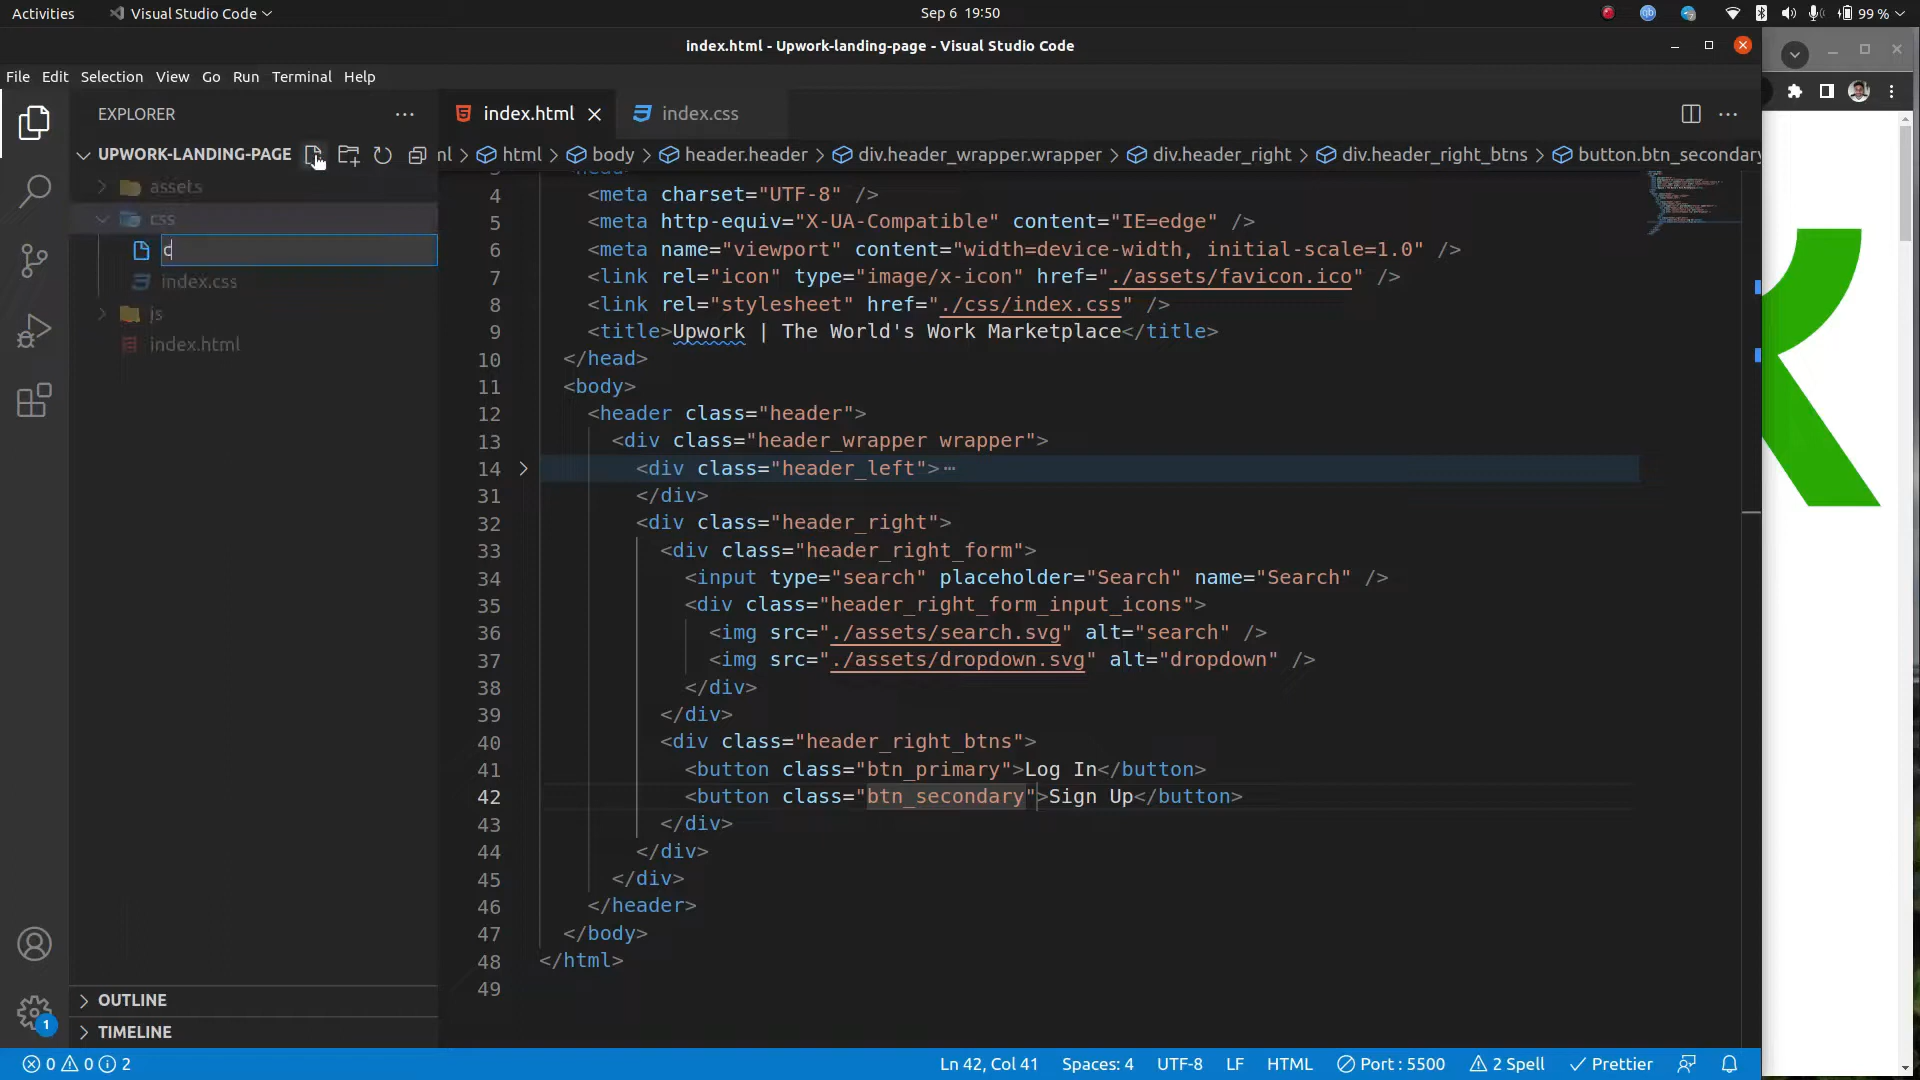 Activities
Visual Studio Code
Sep 6 19:50
99 %
index.html - Upwork-landing-page - Visual Studio Code
File Edit Selection View Go Run Terminal Help
EXPLORER
index.html
index.css
UPWORK-LANDING-PAGE
ml > html > body > header.header > div.header_wrapper.wrapper > div.header_right > div.header_right_btns > button.btn_secondary
assets
css
c
index.css
js
index.html
4 <meta charset="UTF-8" />
5 <meta http-equiv="X-UA-Compatible" content="IE=edge" />
6 <meta name="viewport" content="width=device-width, initial-scale=1.0" />
7 <link rel="icon" type="image/x-icon" href="./assets/favicon.ico" />
8 <link rel="stylesheet" href="./css/index.css" />
9 <title>Upwork | The World's Work Marketplace</title>
10 </head>
11 <body>
12 <header class="header">
13 <div class="header_wrapper wrapper">
14 <div class="header_left">⋯
31 </div>
32 <div class="header_right">
33 <div class="header_right_form">
34 <input type="search" placeholder="Search" name="Search" />
35 <div class="header_right_form_input_icons">
36 <img src="./assets/search.svg" alt="search" />
37 <img src="./assets/dropdown.svg" alt="dropdown" />
38 </div>
39 </div>
40 <div class="header_right_btns">
41 <button class="btn_primary">Log In</button>
42 <button class="btn_secondary">Sign Up</button>
43 </div>
44 </div>
45 </div>
46 </header>
47 </body>
48 </html>
49
OUTLINE
TIMELINE
1
0 0 2
Ln 42, Col 41 Spaces: 4 UTF-8 LF HTML Port : 5500 2 Spell Prettier